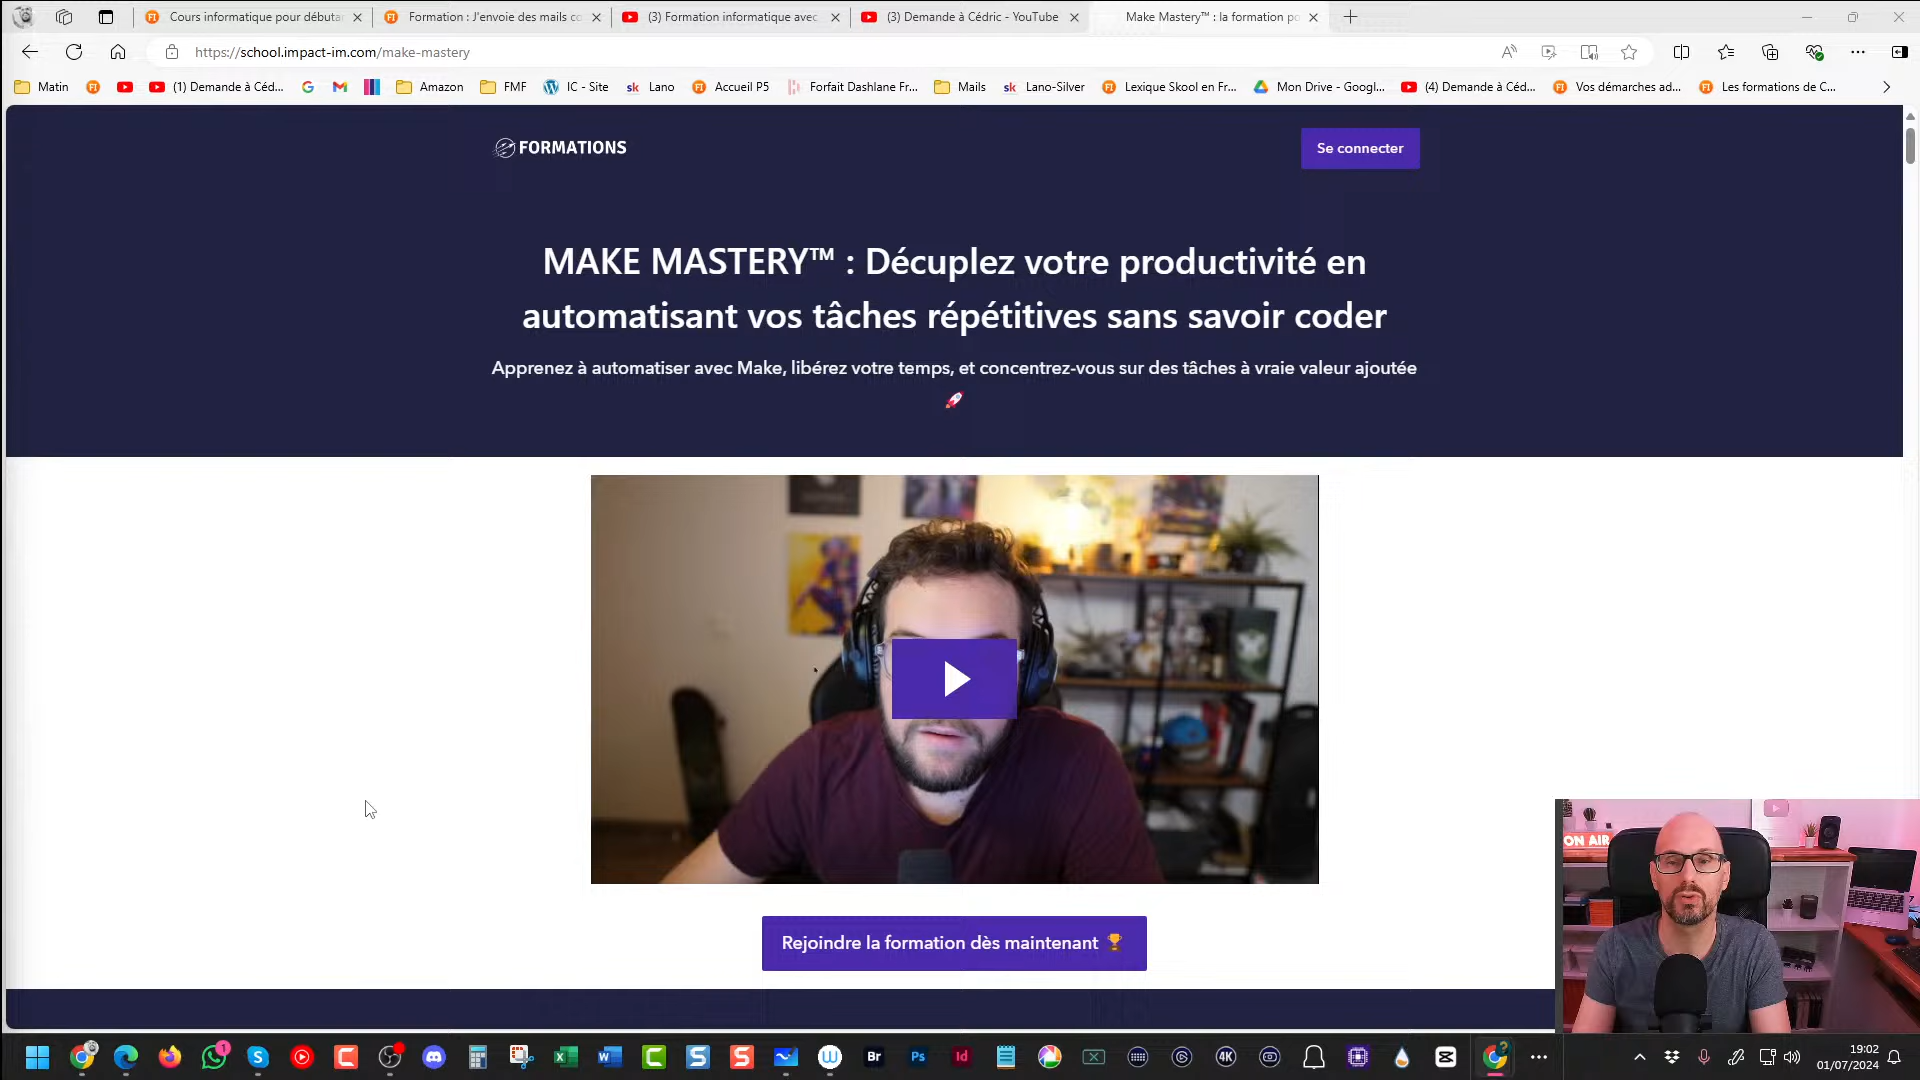 Cours informatique pour débuta
Formation : J'envoie des mails co
(3) Formation informatique avec
(3) Demande à Cédric - YouTube
Make Mastery™ : la formation po
https://school.impact-im.com/make-mastery
Matin
(1) Demande à Céd...
Amazon
FMF
IC - Site
sk Lano
Accueil P5
Forfait Dashlane Fr...
Mails
sk Lano-Silver
Lexique Skool en Fr...
Mon Drive - Googl...
(4) Demande à Céd...
Vos démarches ad...
Les formations de C...
FORMATIONS
Se connecter
MAKE MASTERY™ : Décuplez votre productivité en
automatisant vos tâches répétitives sans savoir coder
Apprenez à automatiser avec Make, libérez votre temps, et concentrez-vous sur des tâches à vraie valeur ajoutée
🚀
Rejoindre la formation dès maintenant 🏆
ON AIR
19:02
01/07/2024